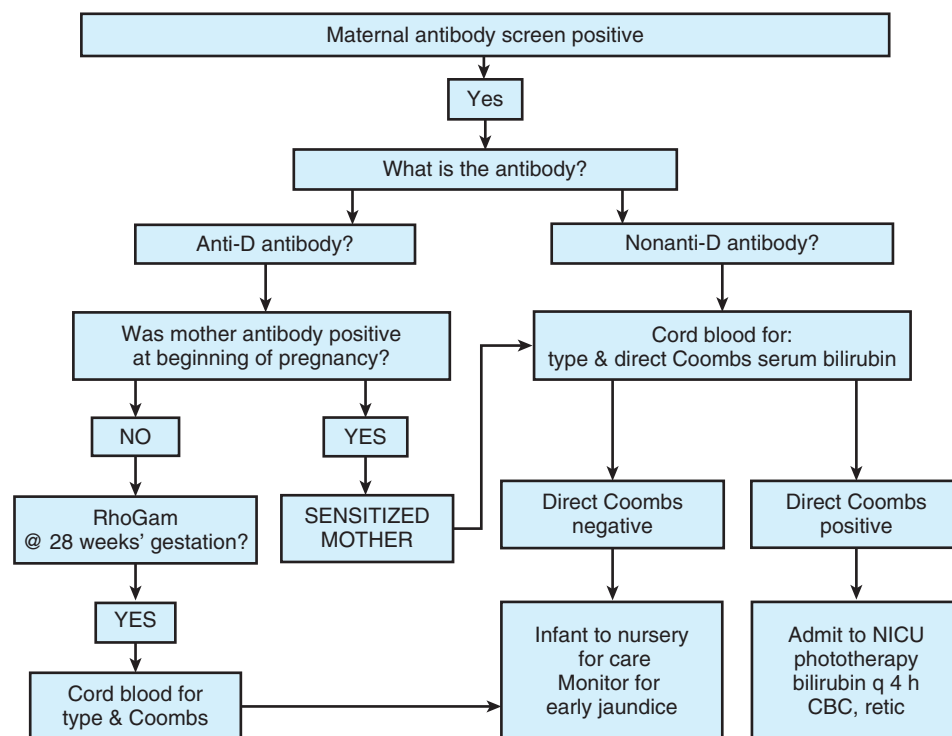 Maternal antibody screen positive
Yes
What is the antibody?
Anti-D antibody?
Nonanti-D antibody?
Was mother antibody positive
at beginning of pregnancy?
Cord blood for:
type & direct Coombs serum bilirubin
NO
YES
RhoGam
@ 28 weeks' gestation?
SENSITIZED
MOTHER
Direct Coombs
negative
Direct Coombs
positive
YES
Cord blood for
type & Coombs
Infant to nursery
for care
Monitor for
early jaundice
Admit to NICU
phototherapy
bilirubin q 4 h
CBC, retic